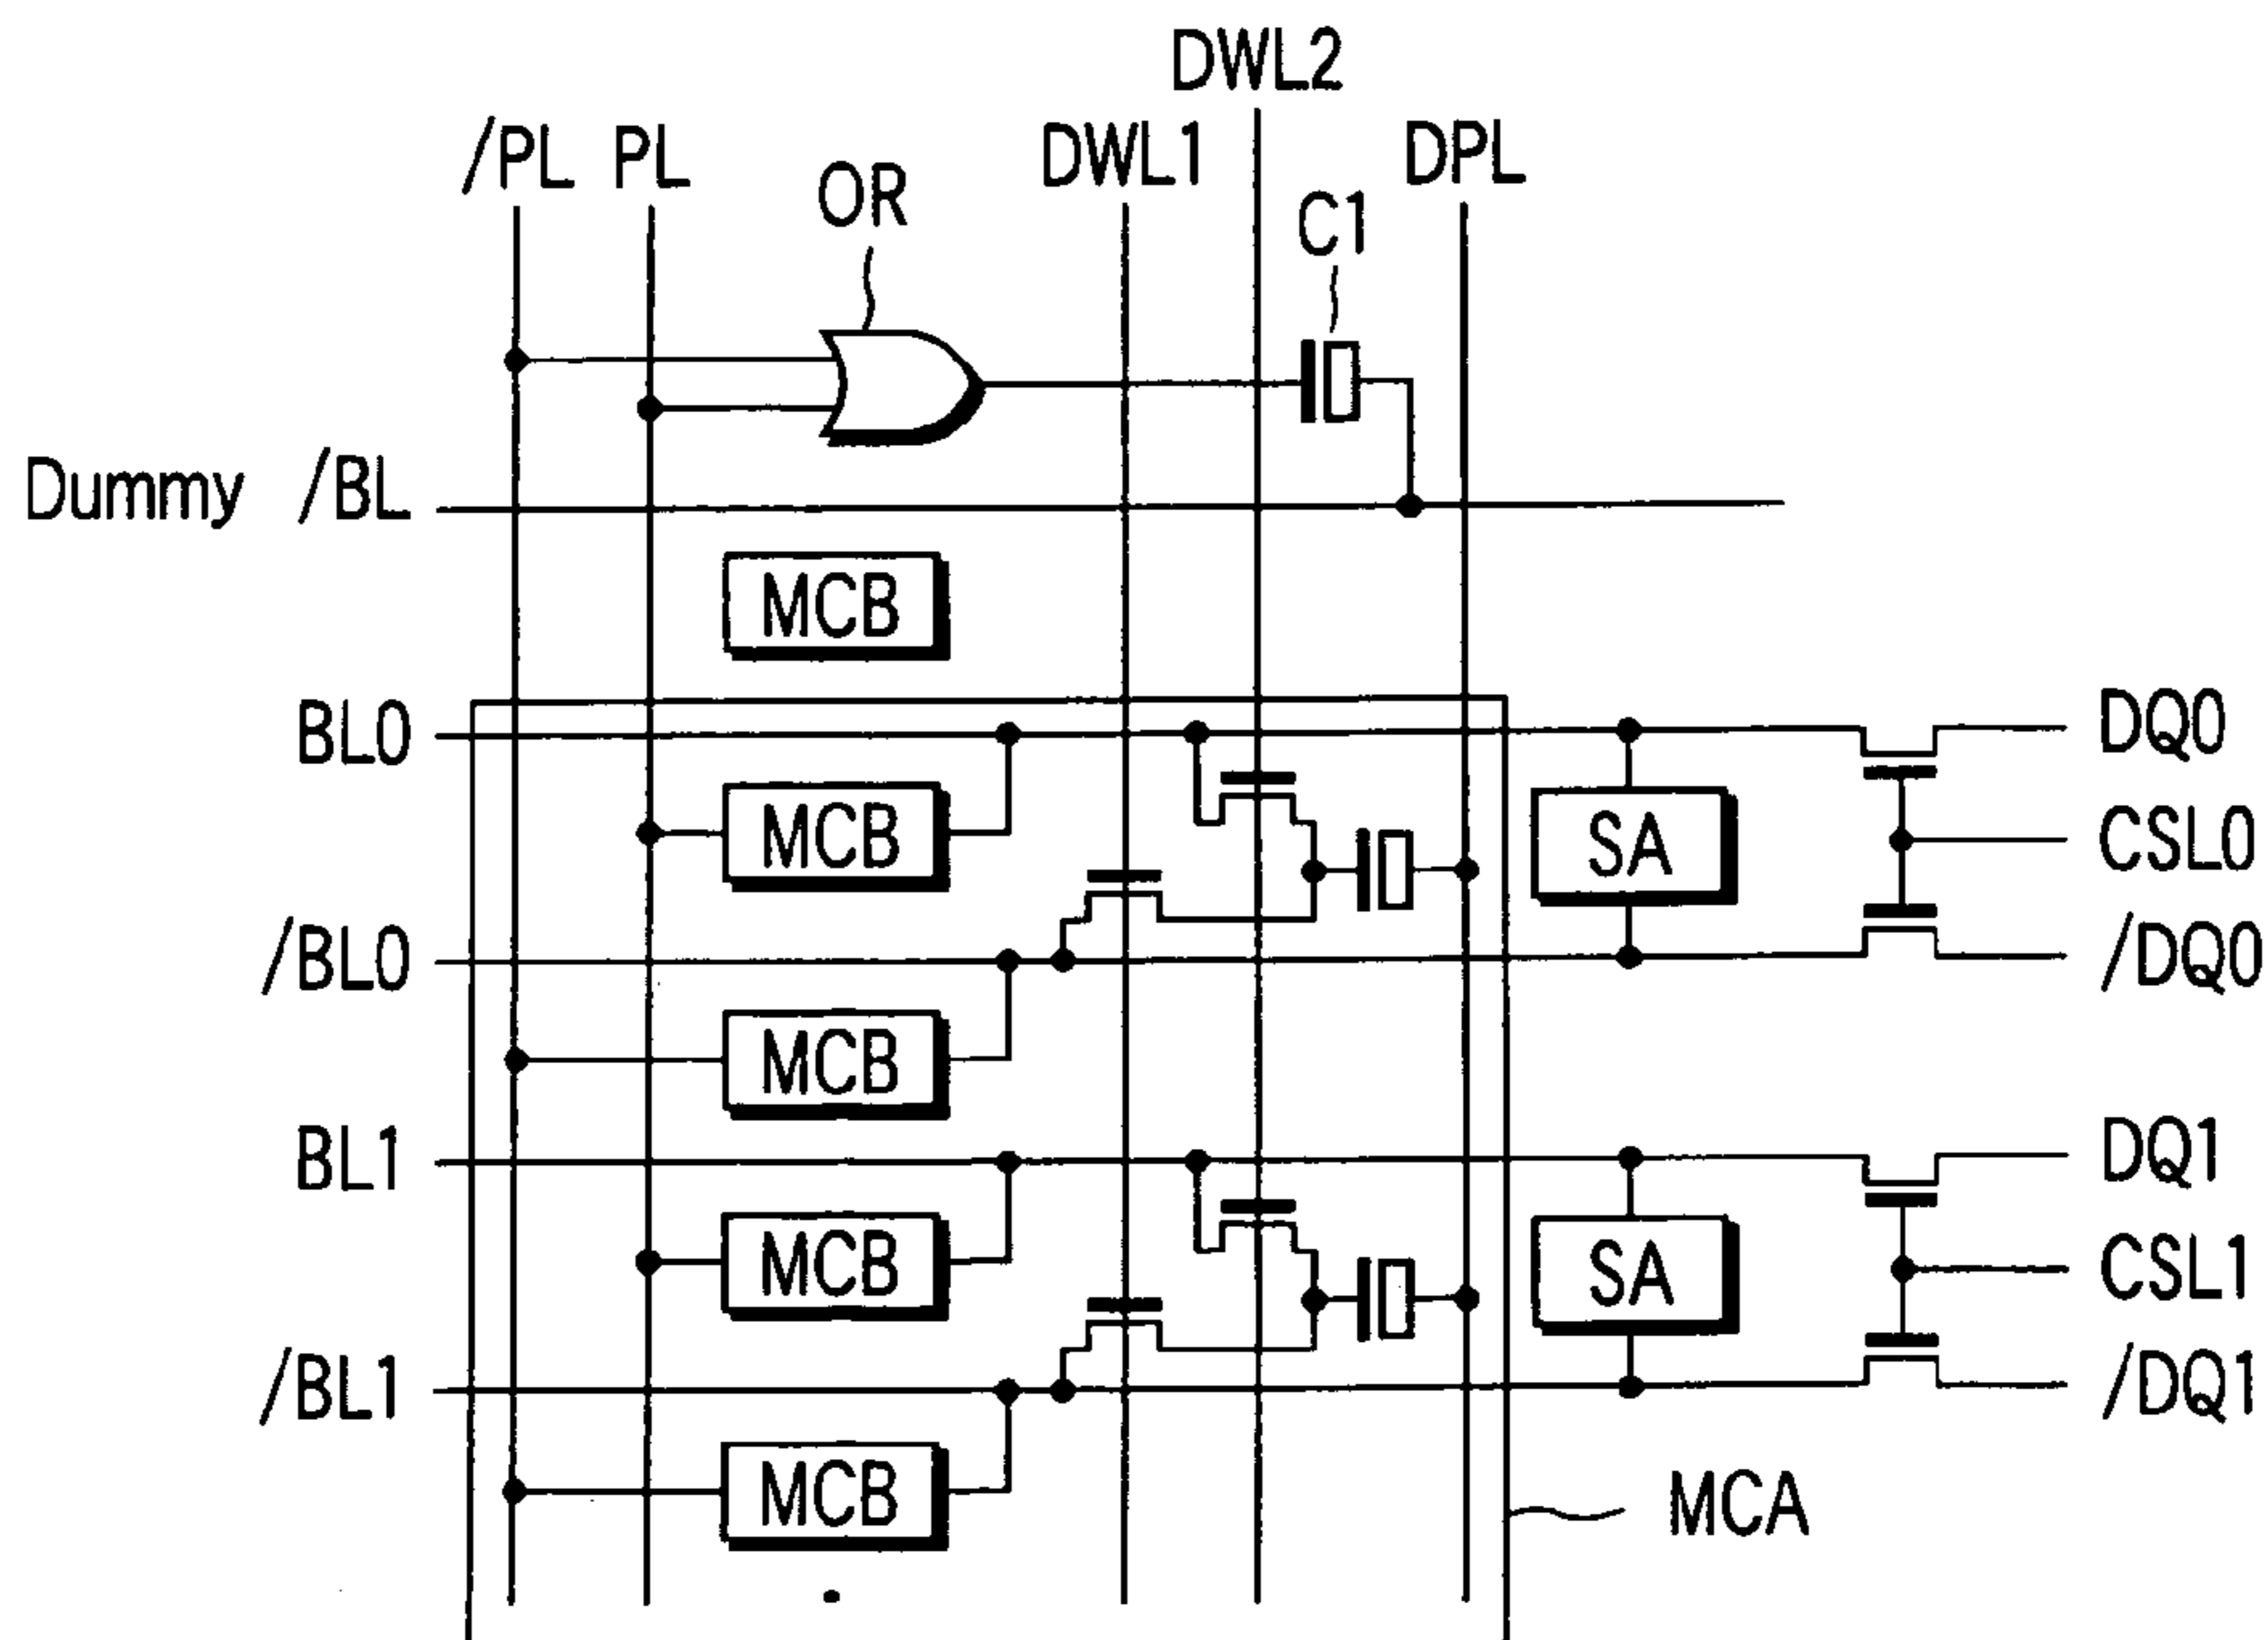 DWL2
/PL PL OR DWL1 C1 DPL
Dummy /BL
MCB
BL0 DQ0
MCB SA CSL0
/BL0 /DQ0
MCB
BL1 DQ1
MCB SA CSL1
/BL1 /DQ1
MCB MCA